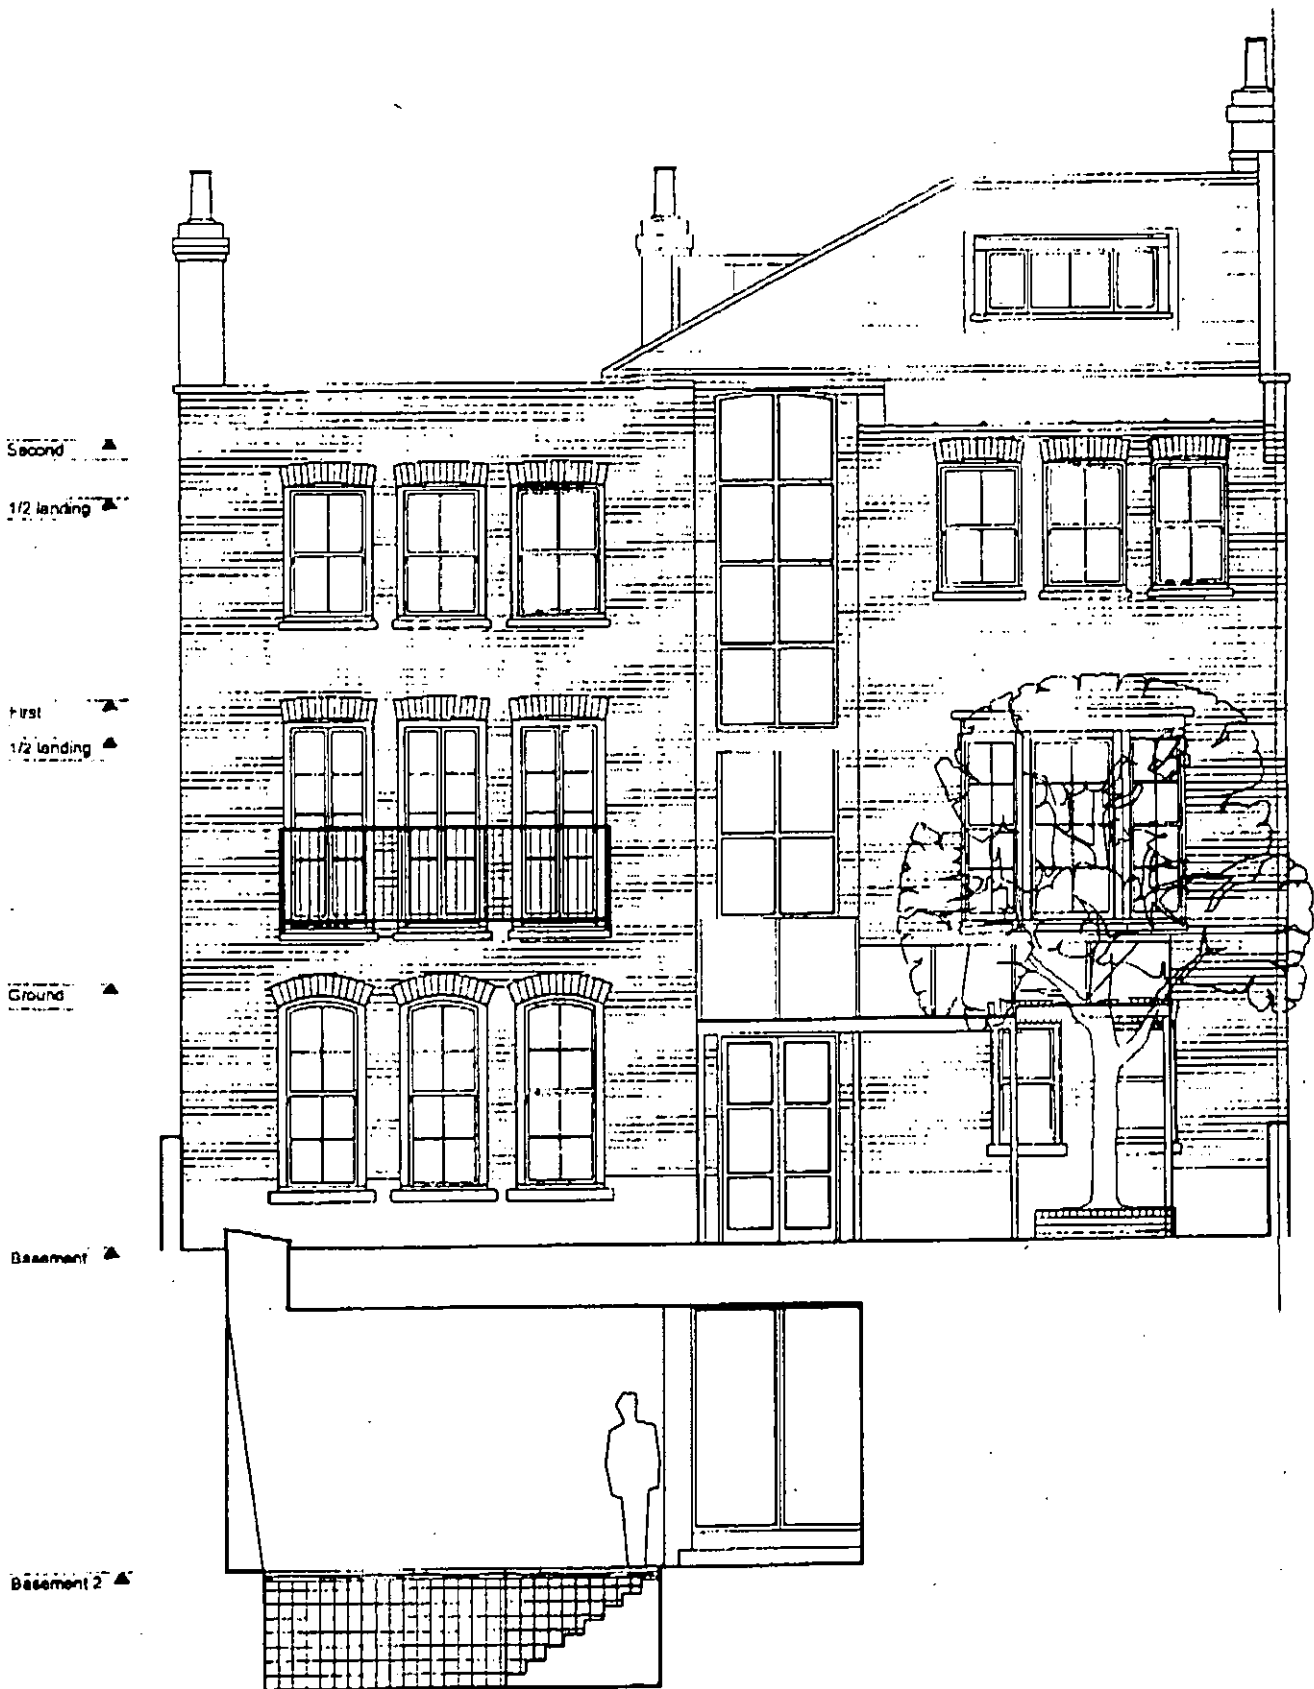 Second
1/2 landing
First
1/2 landing
Ground
Basement
Basement 2